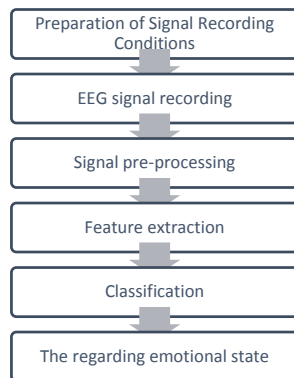 Preparation of Signal Recording
Conditions
EEG signal recording
Signal pre-processing
Feature extraction
Classification
The regarding emotional state